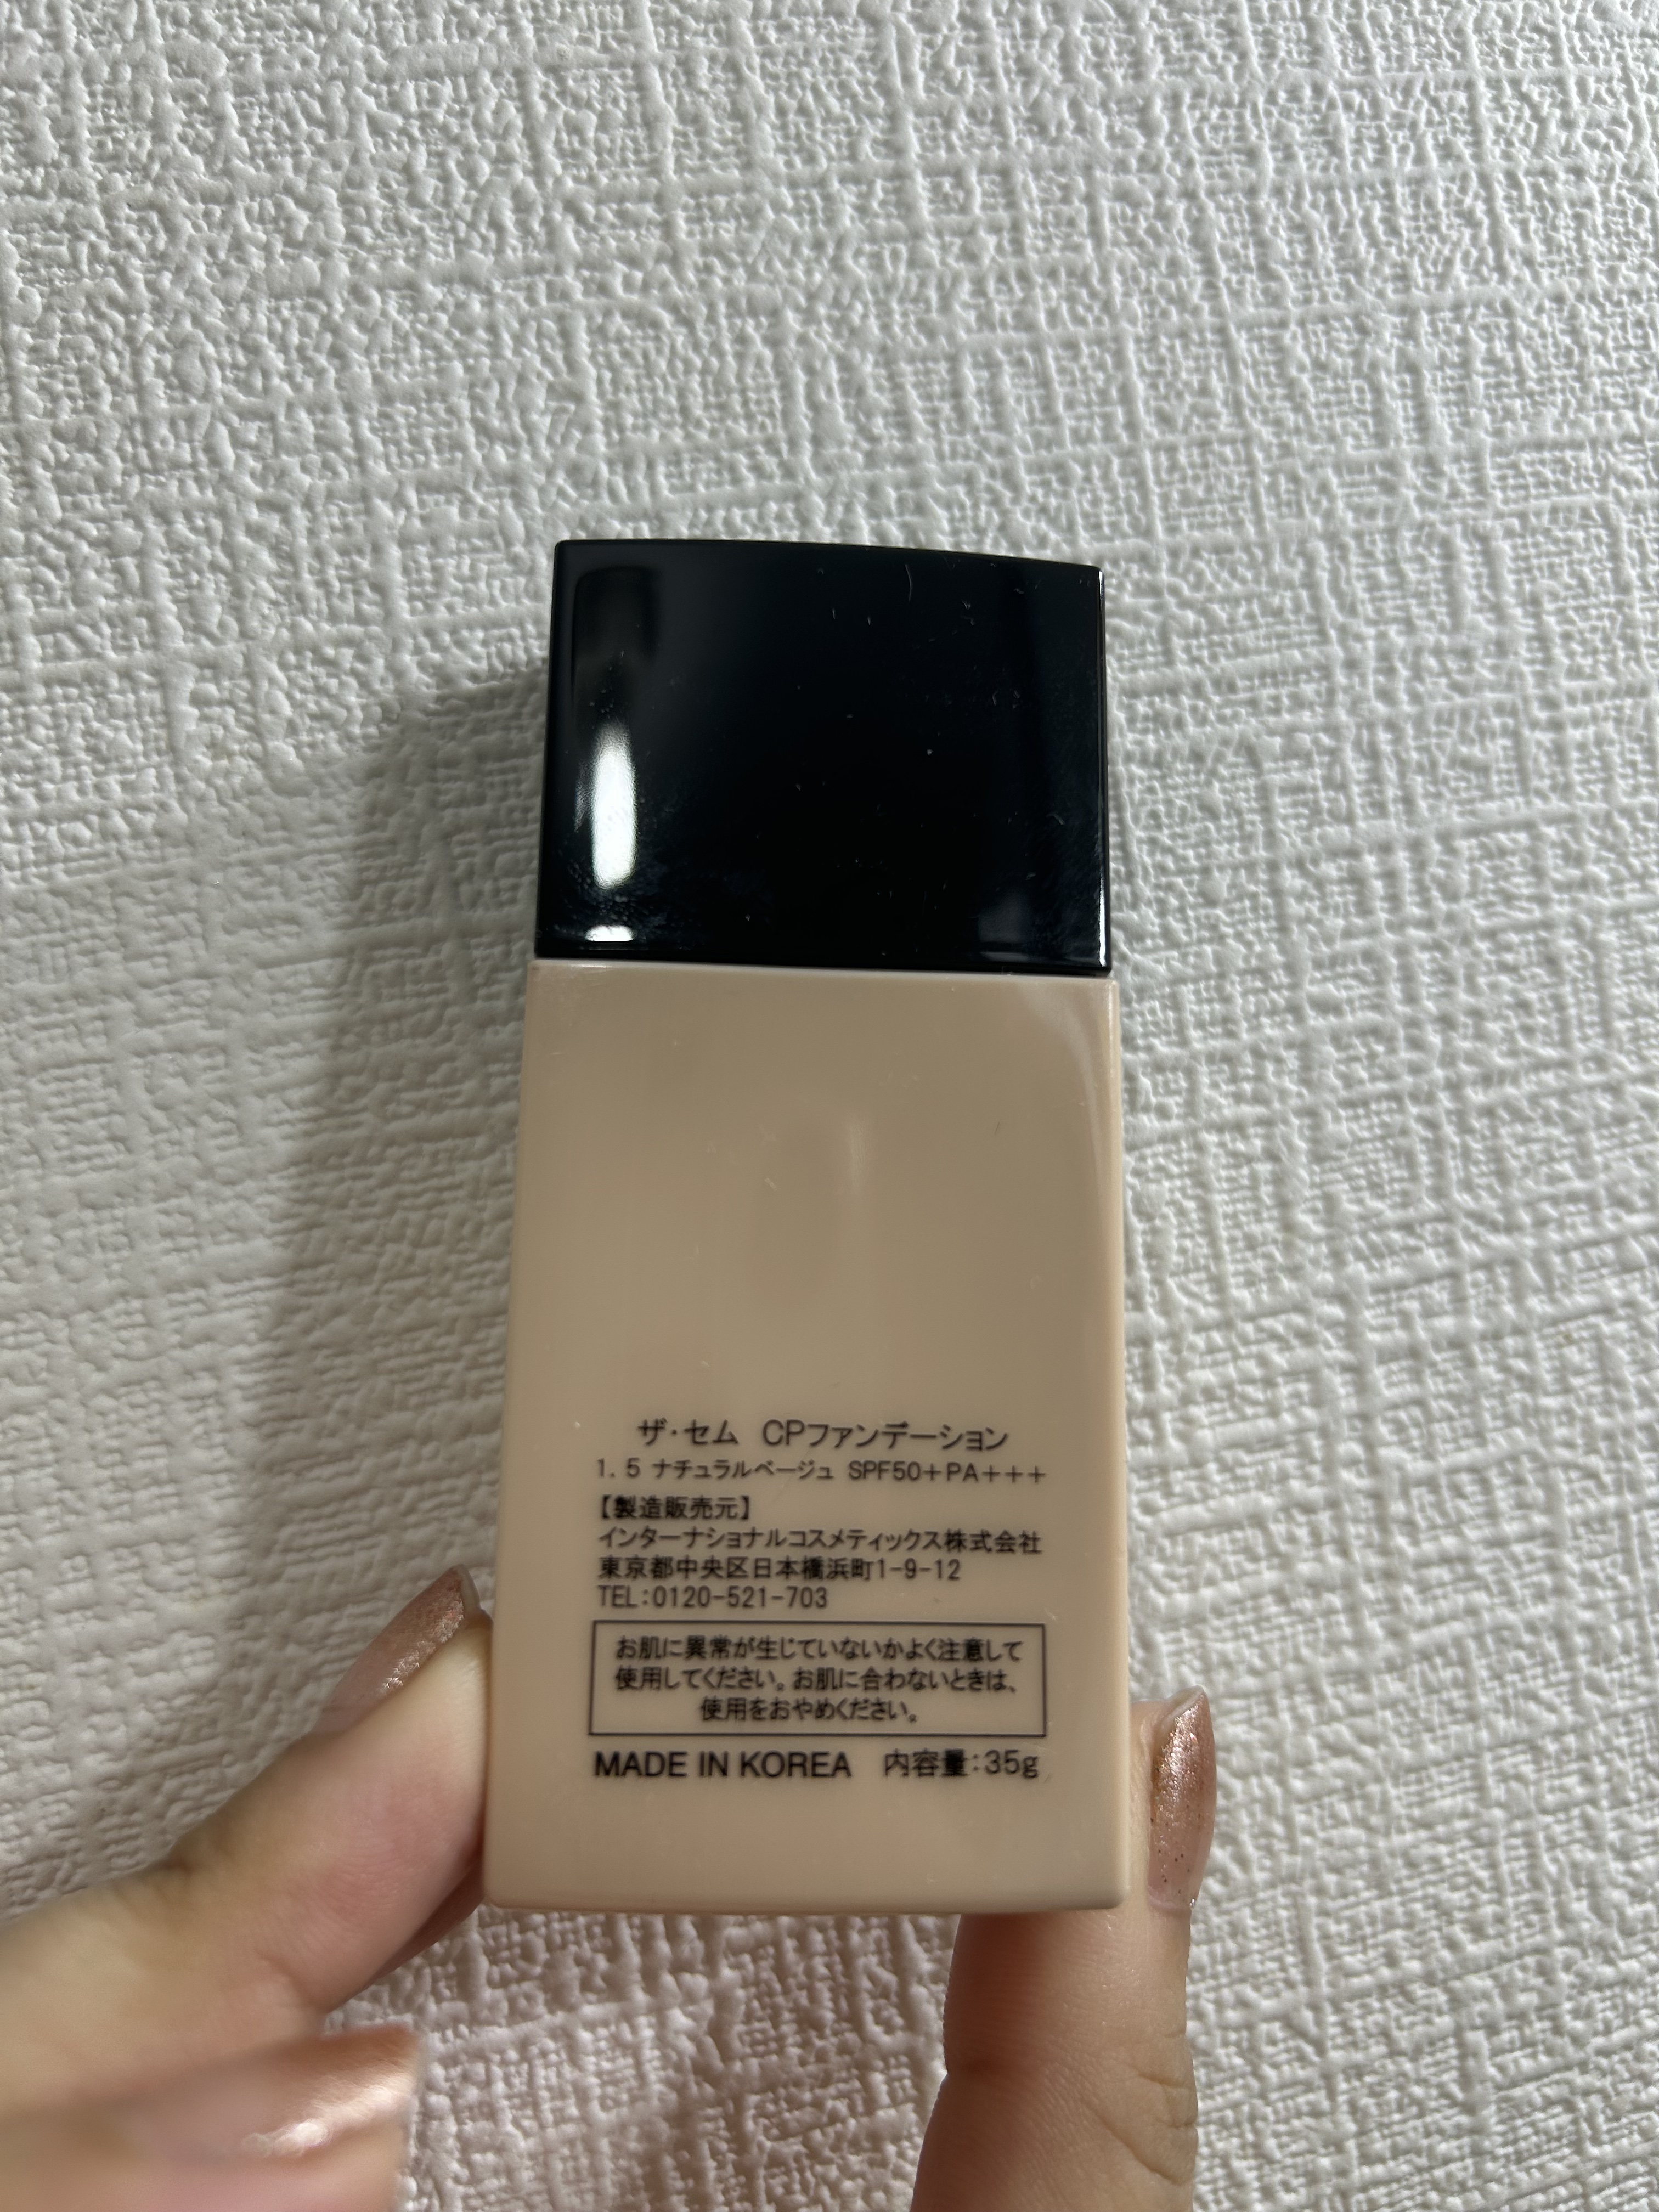 ザ・セム CPファンデーション
1.5 ナチュラルベージュ SPF50+PA+++
【製造販売元】
インターナショナルコスメティックス株式会社
東京都中央区日本橋浜町1-9-12
TEL:0120-521-703
お肌に異常が生じていないかよく注意して
使用してください。お肌に合わないときは、
使用をおやめください。
MADE IN KOREA 内容量:35g